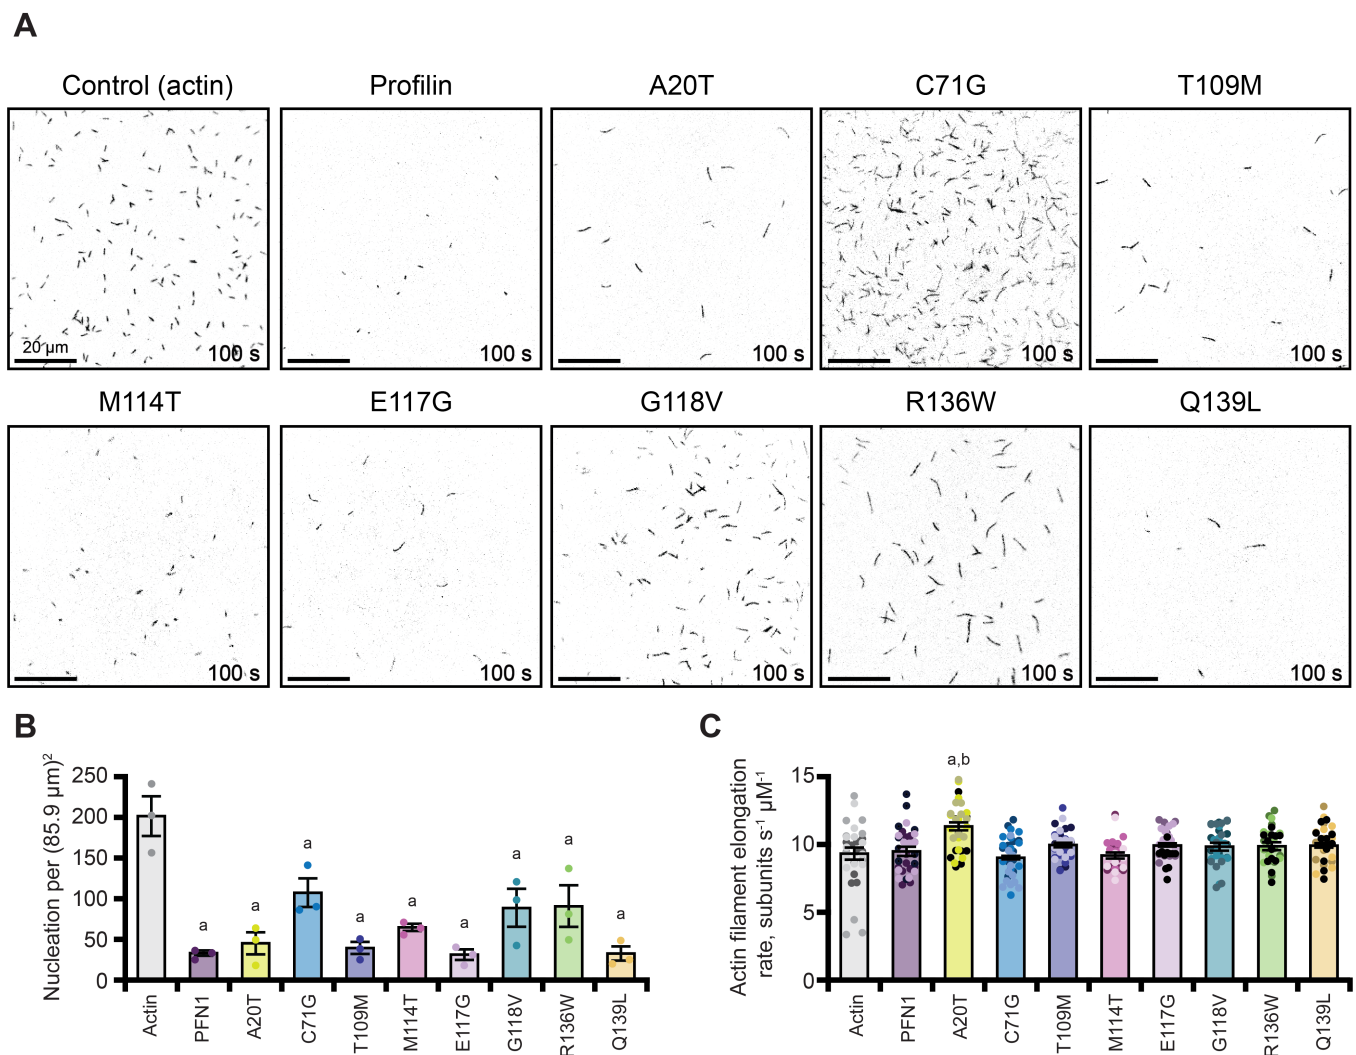 A
Control (actin)
Profilin
A20T
C71G
T109M
20 µm
100 s
100 s
100 s
100 s
100 s
M114T
E117G
G118V
R136W
Q139L
100 s
100 s
100 s
100 s
100 s
B
Nucleation per (85.9 µm)²
250
200
150
100
50
0
a
a
a
a
a
a
a
a
a
Actin
PFN1
A20T
C71G
T109M
M114T
E117G
G118V
R136W
Q139L
C
Actin filament elongation
rate, subunits s⁻¹ µM⁻¹
15
10
5
0
a,b
Actin
PFN1
A20T
C71G
T109M
M114T
E117G
G118V
R136W
Q139L